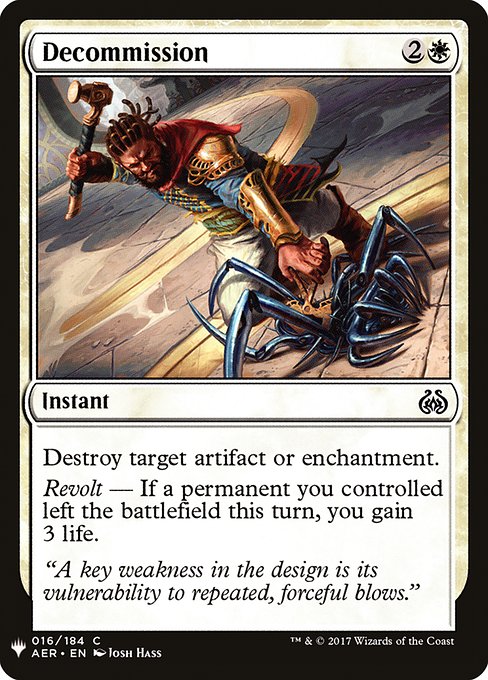 Decommission 2
Instant
Destroy target artifact or enchantment.
Revolt — If a permanent you controlled
left the battlefield this turn, you gain
3 life.
“A key weakness in the design is its
vulnerability to repeated, forceful blows.”
016/184 C
AER • EN Josh Hass
™ & © 2017 Wizards of the Coast